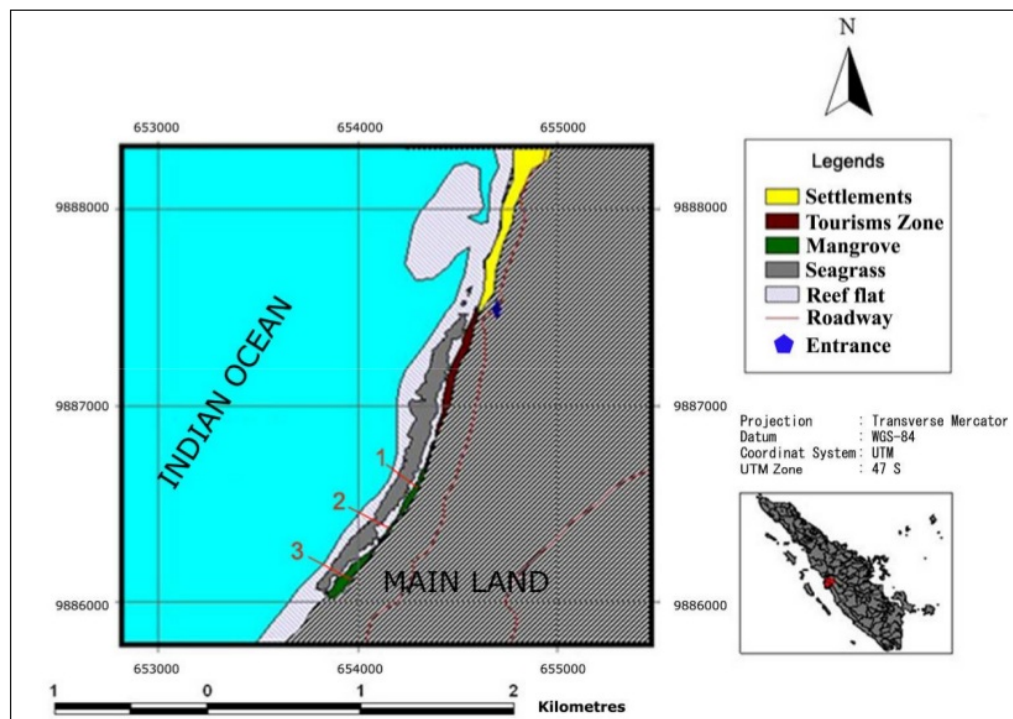 N
653000 654000 655000
9888000 9888000
9887000 9887000
9886000 9886000
INDIAN OCEAN
1
2
3
MAIN LAND
653000 654000 655000
1 0 1 2 Kilometres
Legends
Settlements
Tourisms Zone
Mangrove
Seagrass
Reef flat
Roadway
Entrance
Projection : Transverse Mercator
Datum : WGS-84
Coordinat System : UTM
UTM Zone : 47 S